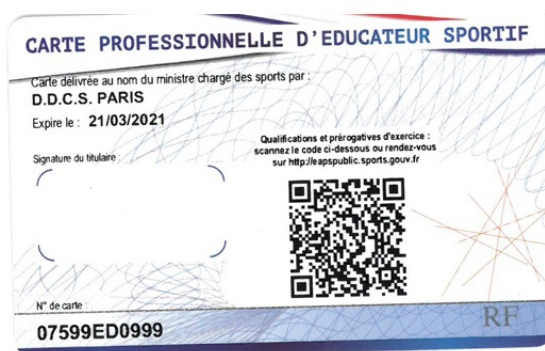 CARTE PROFESSIONNELLE D'EDUCATEUR SPORTIF
Carte délivrée au nom du ministre chargé des sports par :
D.D.C.S. PARIS
Expire le : 21/03/2021
Qualifications et prérogatives d'exercice :
scannez le code ci-dessous ou rendez-vous
sur http://eapspublic.sports.gouv.fr
Signature du titulaire :
N° de carte :
07599ED0999
RF